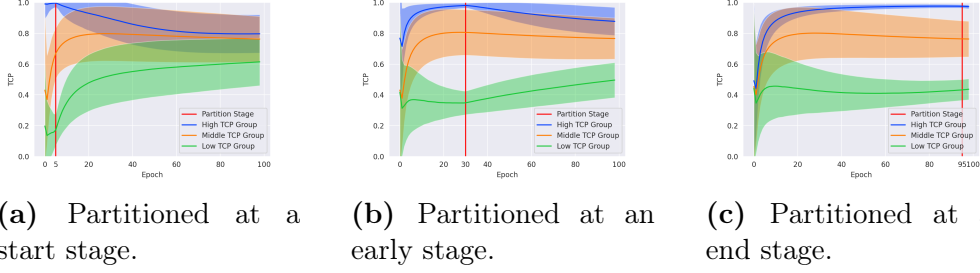 1.0
0.8
0.6
0.4
0.2
0.0
TCP
Partition Stage
High TCP Group
Middle TCP Group
Low TCP Group
0 5 20 40 60 80 100
Epoch
1.0
0.8
0.6
0.4
0.2
0.0
TCP
Partition Stage
High TCP Group
Middle TCP Group
Low TCP Group
0 20 30 40 60 80 100
Epoch
1.0
0.8
0.6
0.4
0.2
0.0
TCP
Partition Stage
High TCP Group
Middle TCP Group
Low TCP Group
0 20 40 60 80 95100
Epoch
(a) Partitioned at a
start stage.
(b) Partitioned at an
early stage.
(c) Partitioned at
end stage.